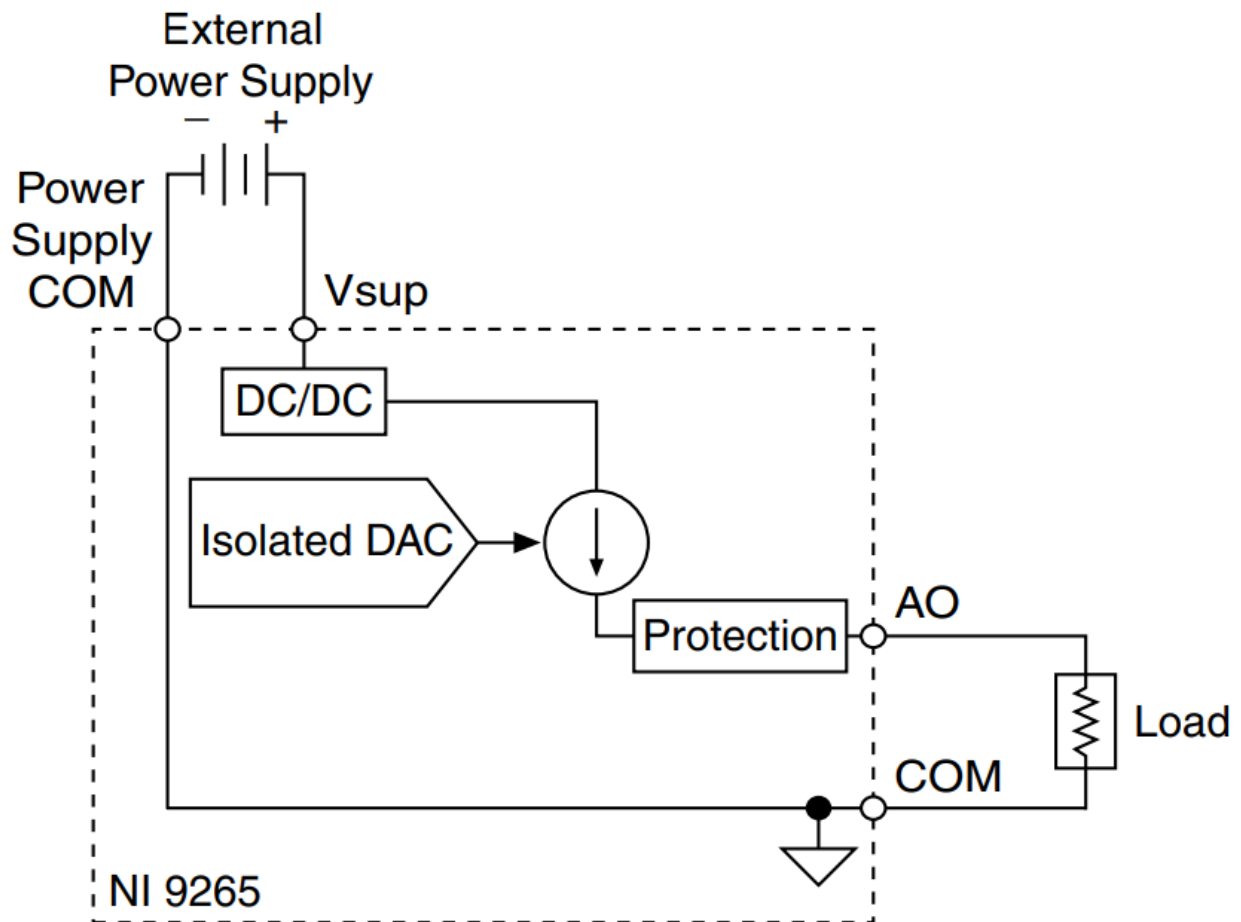 External
Power Supply
− +
Power
Supply
COM
Vsup
DC/DC
Isolated DAC
Protection
AO
Load
COM
NI 9265